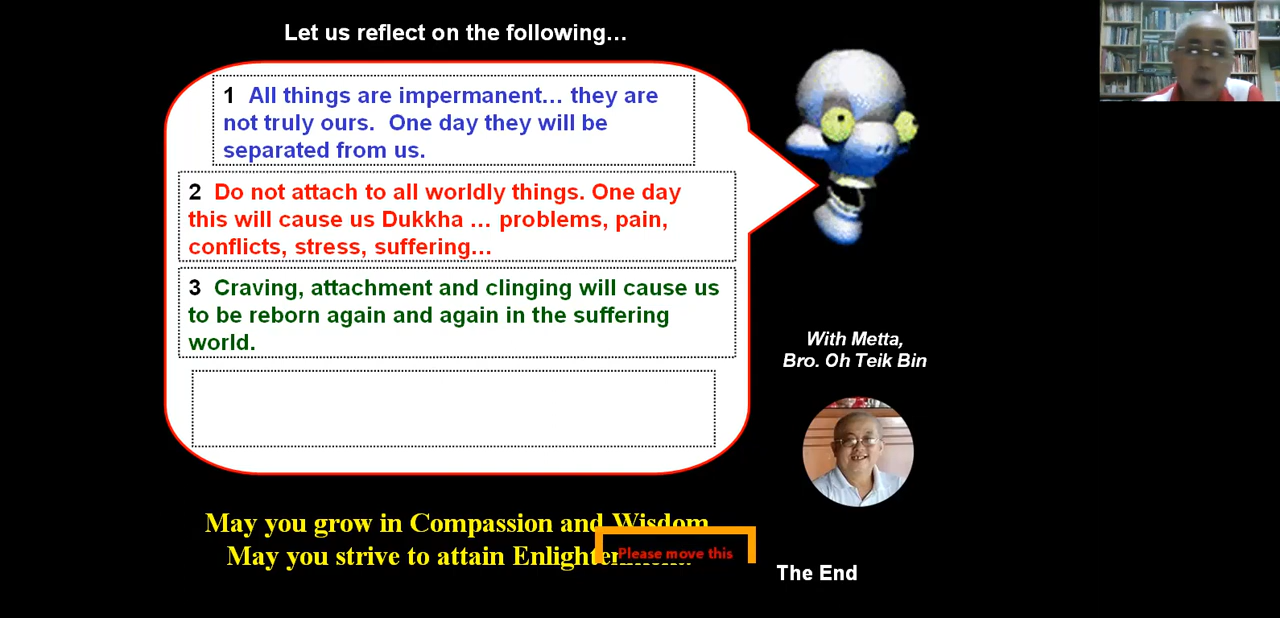 Let us reflect on the following...
1 All things are impermanent... they are
not truly ours. One day they will be
separated from us.
2 Do not attach to all worldly things. One day
this will cause us Dukkha ... problems, pain,
conflicts, stress, suffering...
3 Craving, attachment and clinging will cause us
to be reborn again and again in the suffering
world.
With Metta,
Bro. Oh Teik Bin
May you grow in Compassion and Wisdom
May you strive to attain Enlightenment.
Please move this
The End